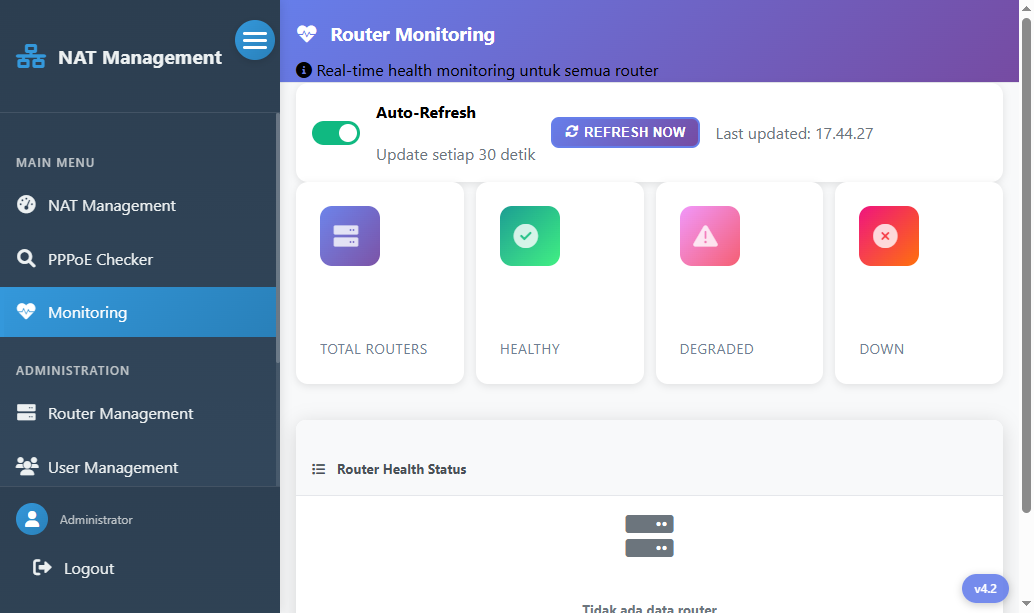 NAT Management
MAIN MENU
NAT Management
PPPoE Checker
Monitoring
ADMINISTRATION
Router Management
User Management
Administrator
Logout
Router Monitoring
Real-time health monitoring untuk semua router
Auto-Refresh
Update setiap 30 detik
REFRESH NOW
Last updated: 17.44.27
TOTAL ROUTERS
HEALTHY
DEGRADED
DOWN
Router Health Status
Tidak ada data router
v4.2